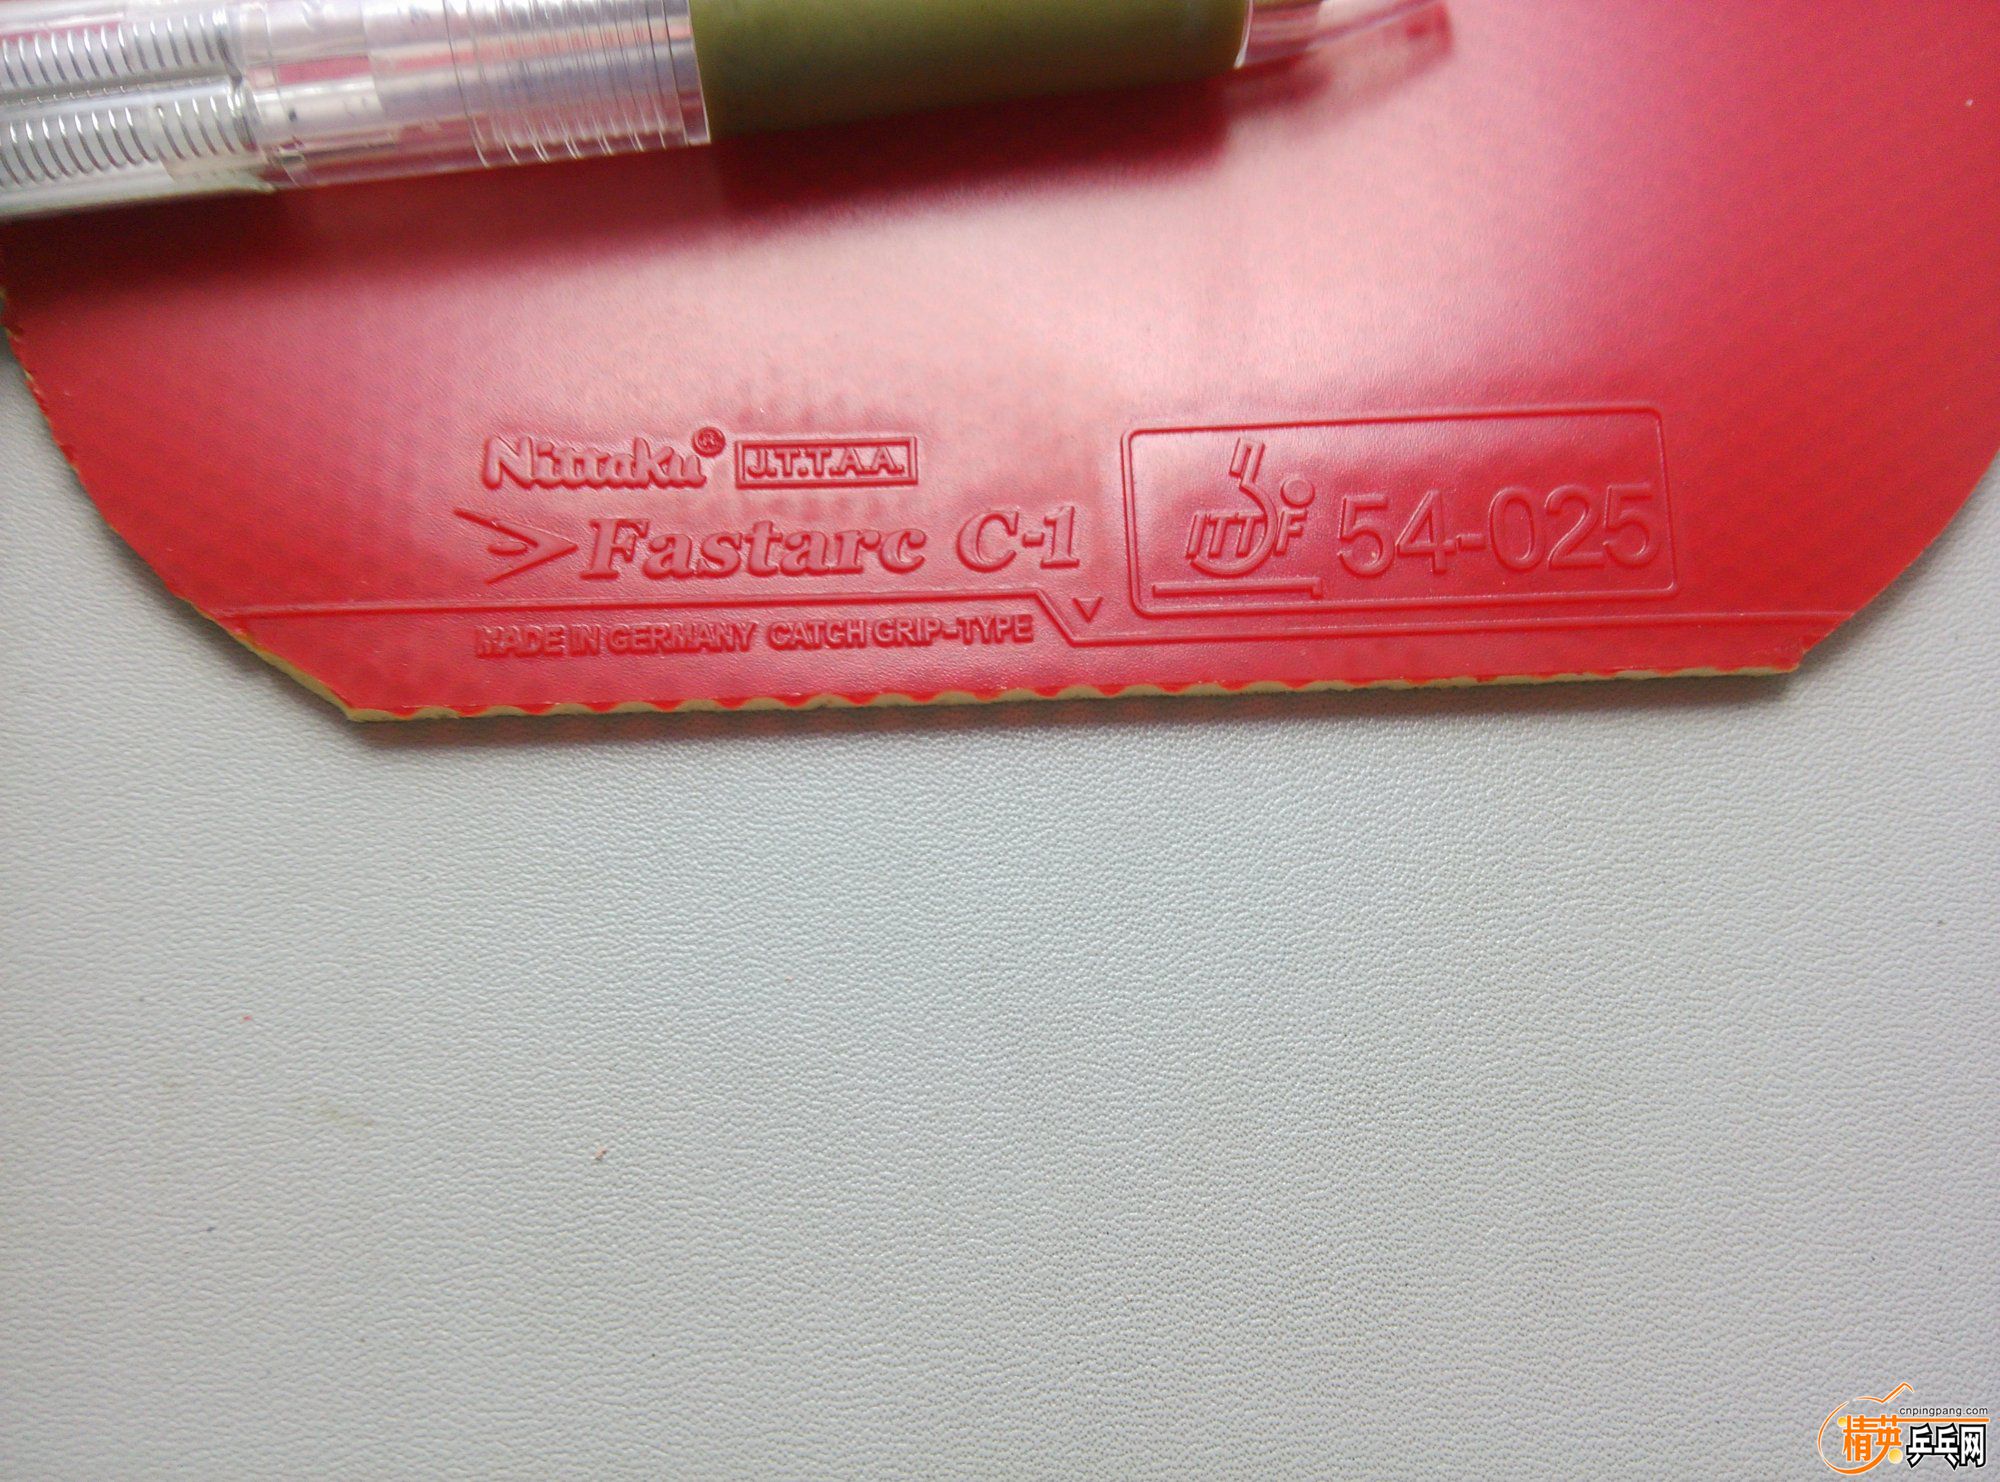 Nittaku® J.T.T.A.A.
>Fastarc C-1
ITTF 54-025
MADE IN GERMANY CATCH GRIP-TYPE
cnpingpang.com
精英乒乓网